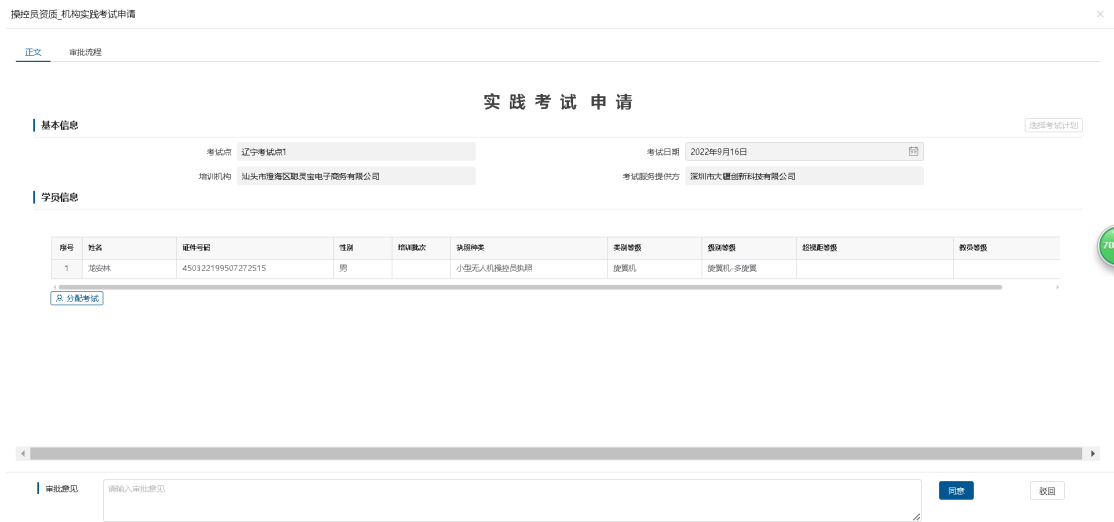 操控员资质_机构实践考试申请
正文 审批流程
实践考试申请
基本信息 选择考试计划
考试点 辽宁考试点1 考试日期 2022年9月16日
培训机构 汕头市澄海区聪灵宝电子商务有限公司 考试服务提供方 深圳市大疆创新科技有限公司
学员信息
序号 姓名 证件号码 性别 培训批次 执照种类 类别等级 级别等级 超视距等级 教员等级
1 龙安林 450322199507272515 男 小型无人机操控员执照 旋翼机 旋翼机-多旋翼
70
分配考试
审批意见 请输入审批意见 同意 驳回